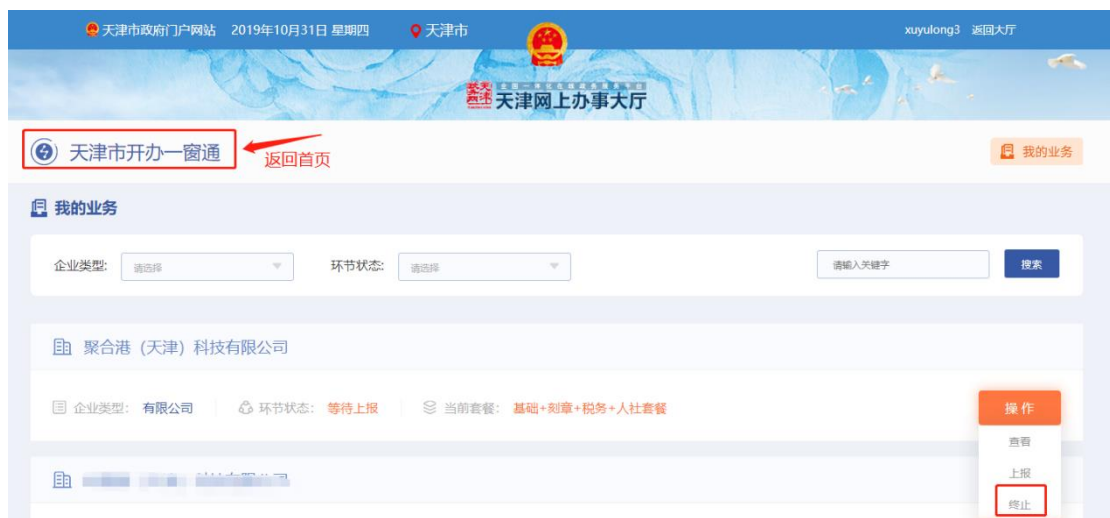 天津市政府门户网站 2019年10月31日 星期四 天津市 xuyulong3 返回大厅
天津网上办事大厅
天津市开办一窗通 返回首页 我的业务
我的业务
企业类型: 请选择 环节状态: 请选择 请输入关键字 搜索
聚合港（天津）科技有限公司
企业类型: 有限公司 环节状态: 等待上报 当前套餐: 基础+刻章+税务+人社套餐 操作
查看
上报
终止